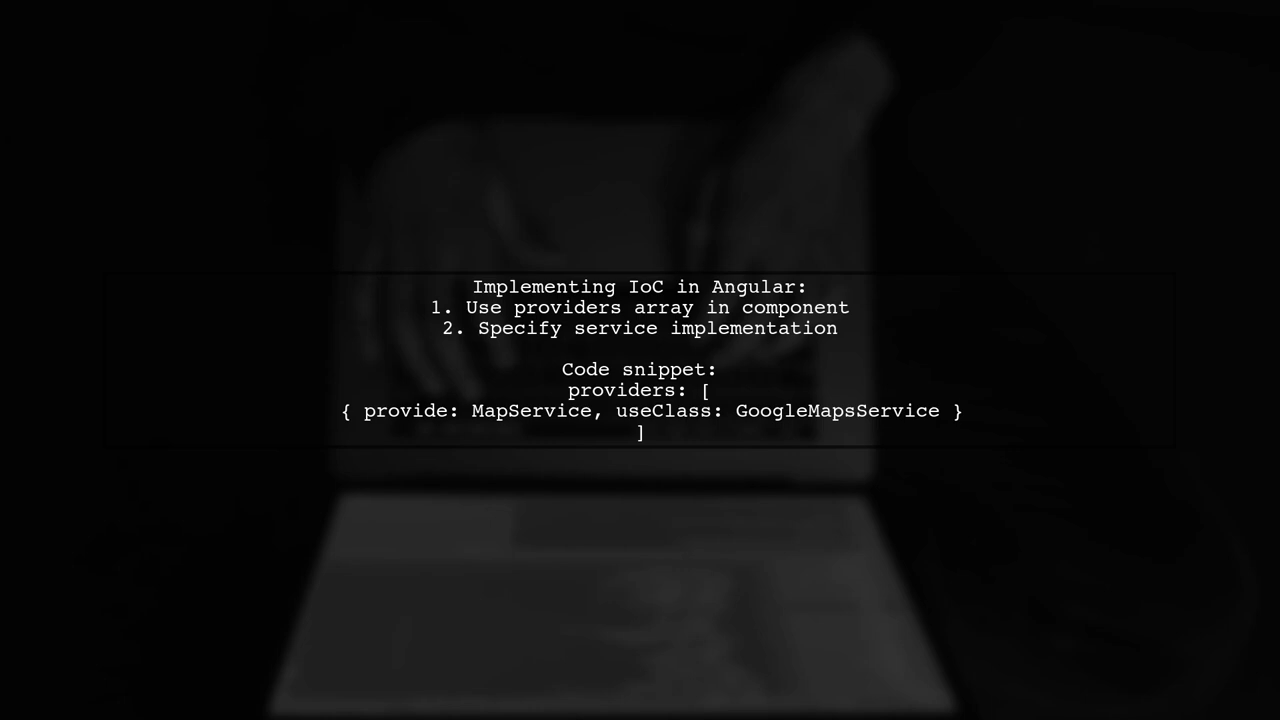 Implementing IoC in Angular:
1. Use providers array in component
2. Specify service implementation
Code snippet:
providers: [
{ provide: MapService, useClass: GoogleMapsService }
]